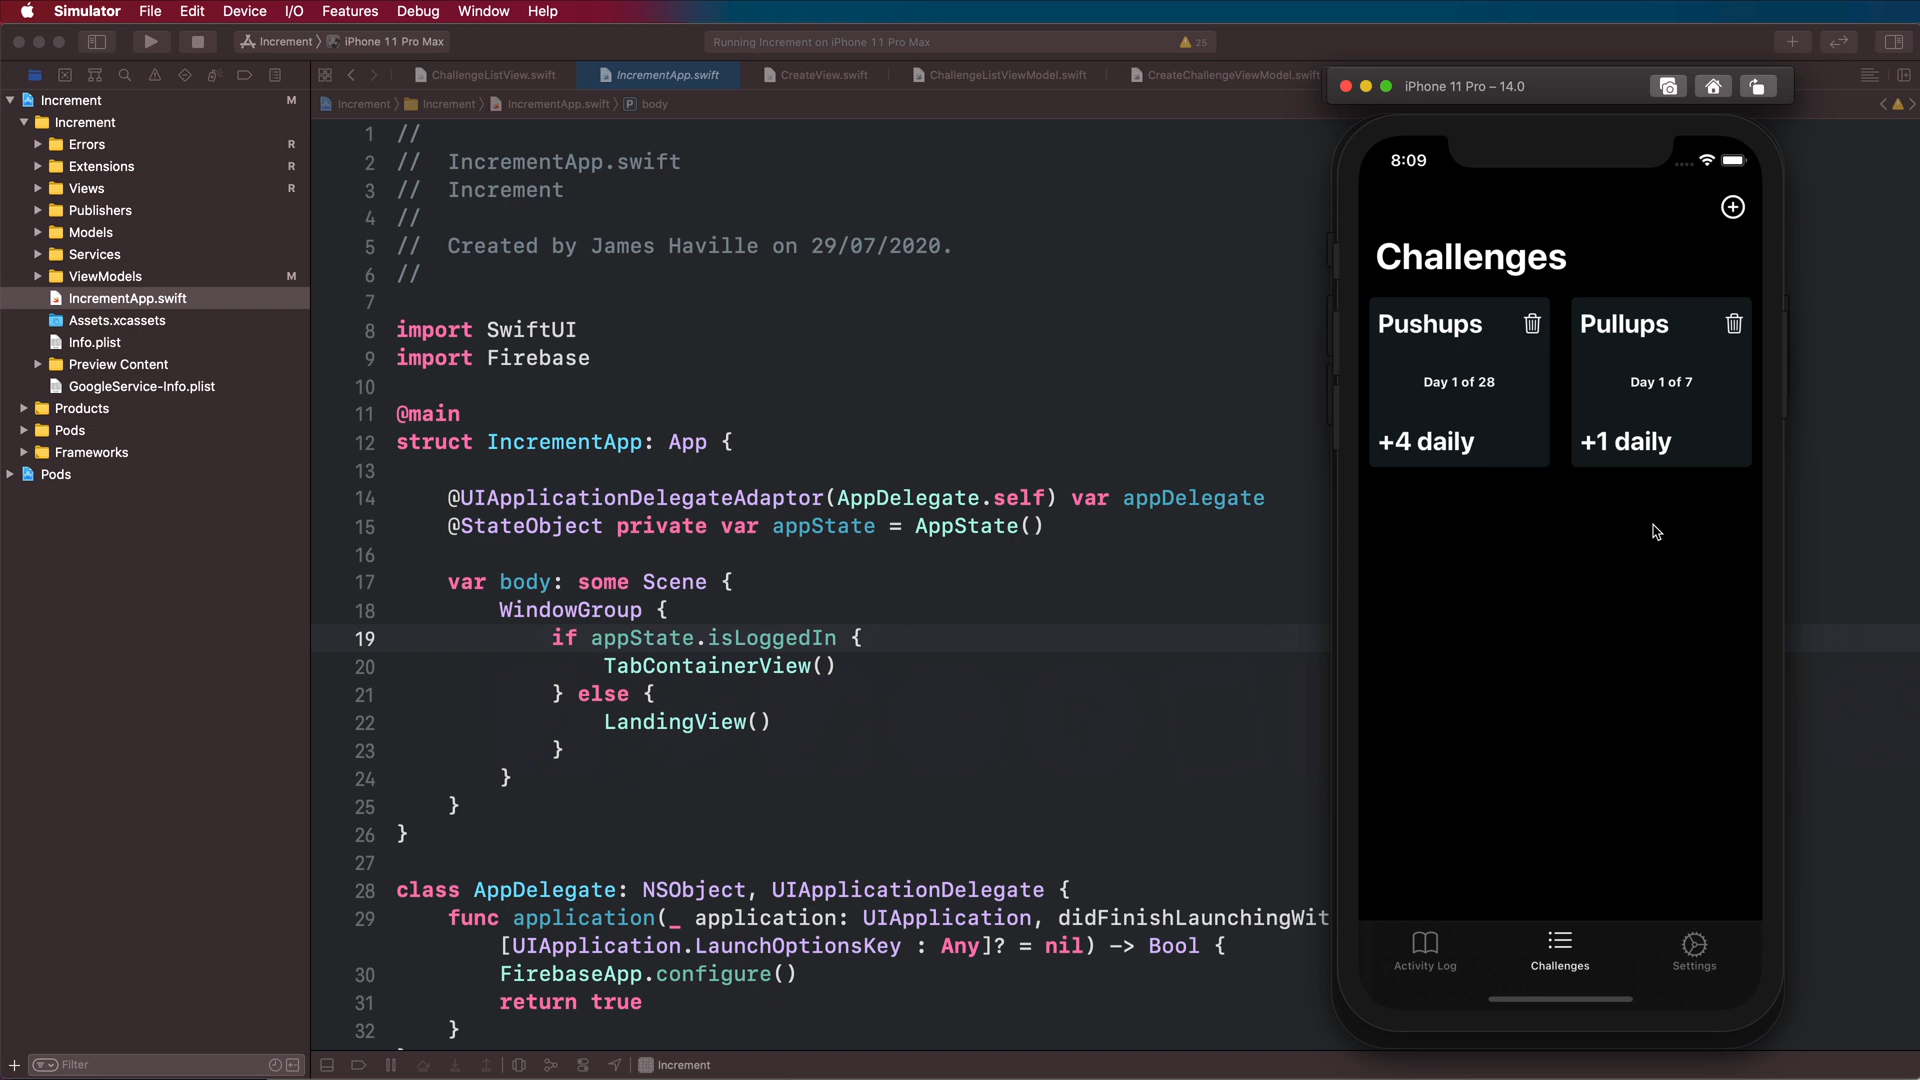 Simulator File Edit Device I/O Features Debug Window Help
Increment iPhone 11 Pro Max
Running Increment on iPhone 11 Pro Max
25
ChallengeListView.swift
IncrementApp.swift
CreateView.swift
ChallengeListViewModel.swift
CreateChallengeViewModel.swift
Increment Increment IncrementApp.swift P body
Increment M
Increment
Errors R
Extensions R
Views R
Publishers
Models
Services
ViewModels M
IncrementApp.swift
Assets.xcassets
Info.plist
Preview Content
GoogleService-Info.plist
Products
Pods
Frameworks
Pods
Filter
1 //
2 // IncrementApp.swift
3 // Increment
4 //
5 // Created by James Haville on 29/07/2020.
6 //
7
8 import SwiftUI
9 import Firebase
10
11 @main
12 struct IncrementApp: App {
13
14 @UIApplicationDelegateAdaptor(AppDelegate.self) var appDelegate
15 @StateObject private var appState = AppState()
16
17 var body: some Scene {
18 WindowGroup {
19 if appState.isLoggedIn {
20 TabContainerView()
21 } else {
22 LandingView()
23 }
24 }
25 }
26 }
27
28 class AppDelegate: NSObject, UIApplicationDelegate {
29 func application(_ application: UIApplication, didFinishLaunchingWit
[UIApplication.LaunchOptionsKey : Any]? = nil) -> Bool {
30 FirebaseApp.configure()
31 return true
32 }
Increment
iPhone 11 Pro – 14.0
8:09
Challenges
Pushups
Day 1 of 28
+4 daily
Pullups
Day 1 of 7
+1 daily
Activity Log
Challenges
Settings